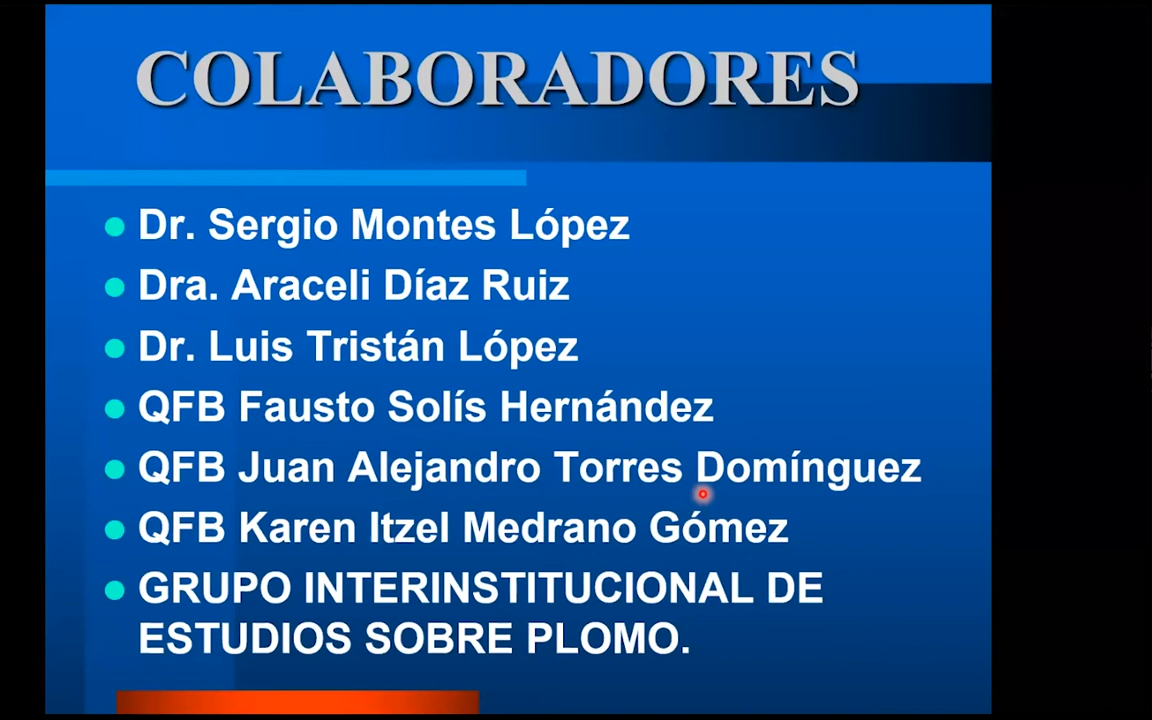 COLABORADORES
Dr. Sergio Montes López
Dra. Araceli Díaz Ruiz
Dr. Luis Tristán López
QFB Fausto Solís Hernández
QFB Juan Alejandro Torres Domínguez
QFB Karen Itzel Medrano Gómez
GRUPO INTERINSTITUCIONAL DE
ESTUDIOS SOBRE PLOMO.